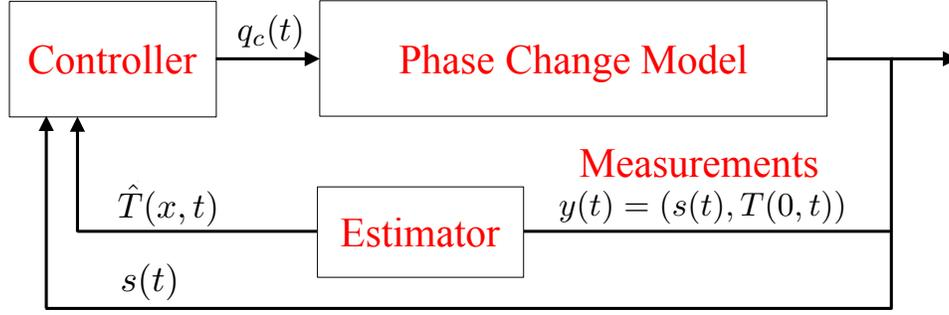 q_c(t)
Controller
Phase Change Model
Measurements
T̂(x, t)
y(t) = (s(t), T(0, t))
Estimator
s(t)